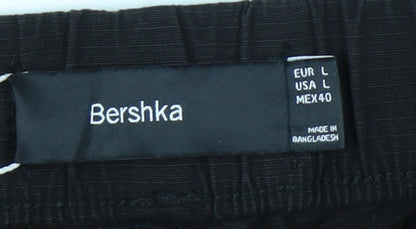 Bershka
EUR L
USA L
MEX40
MADE IN
BANGLADESH